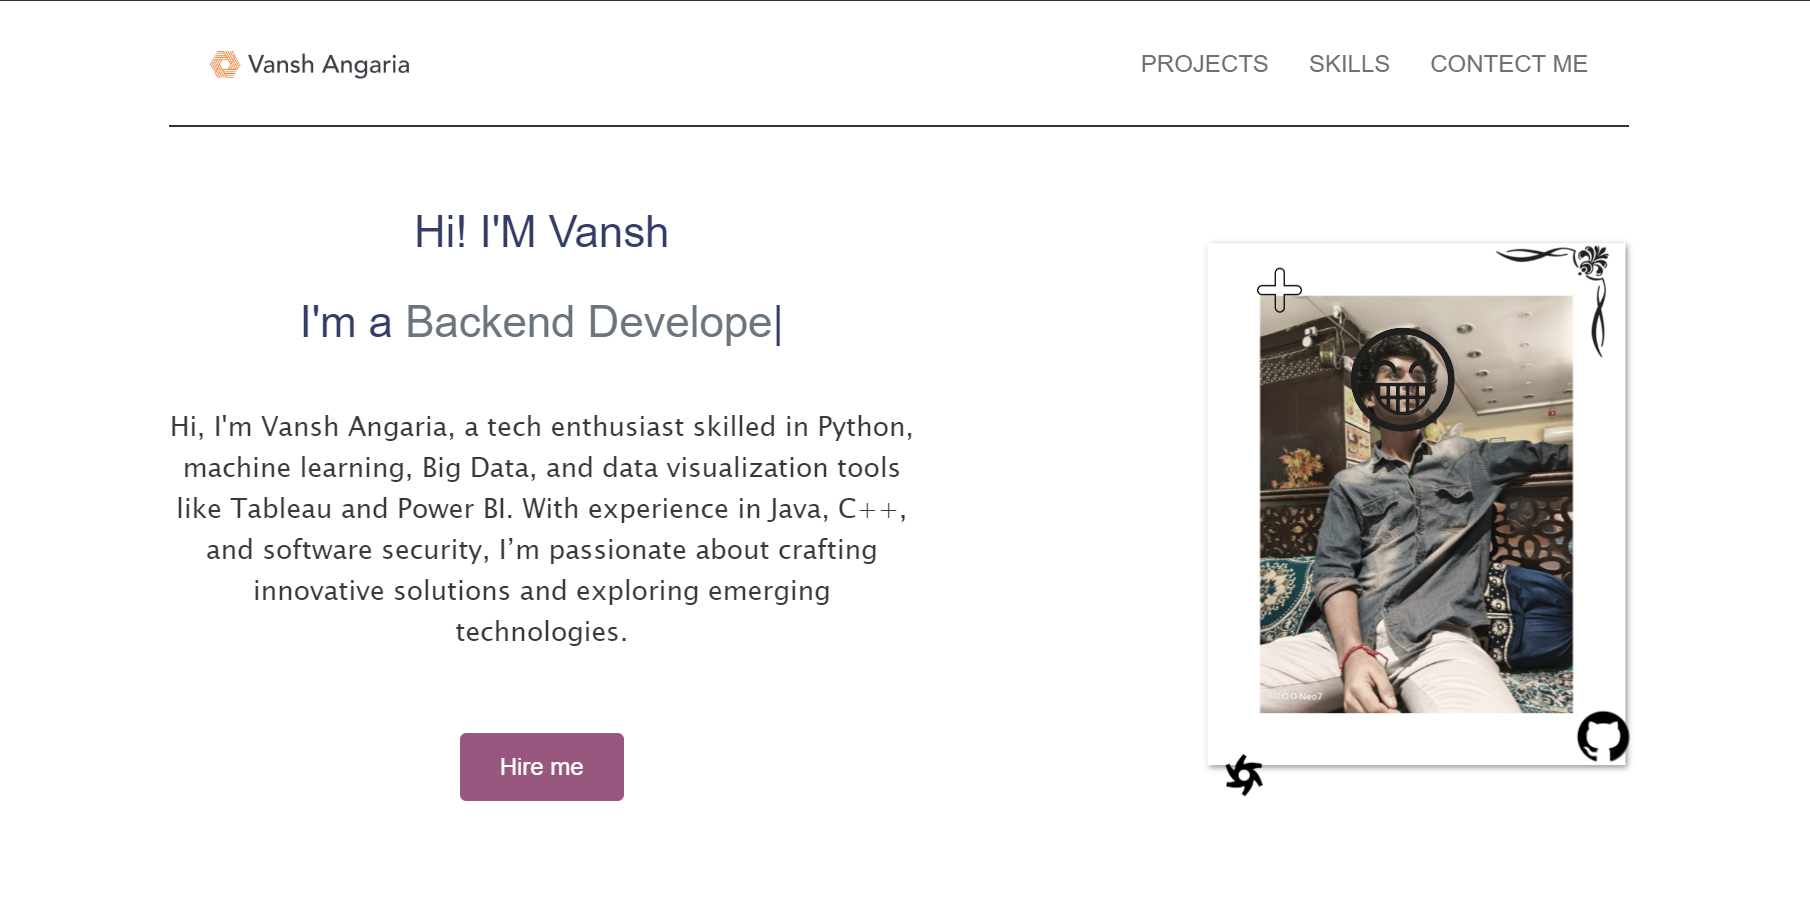 Vansh Angaria
PROJECTS SKILLS CONTECT ME
Hi! I'M Vansh
I'm a Backend Develope|
Hi, I'm Vansh Angaria, a tech enthusiast skilled in Python,
machine learning, Big Data, and data visualization tools
like Tableau and Power BI. With experience in Java, C++,
and software security, I’m passionate about crafting
innovative solutions and exploring emerging
technologies.
Hire me
iQOO Neo7